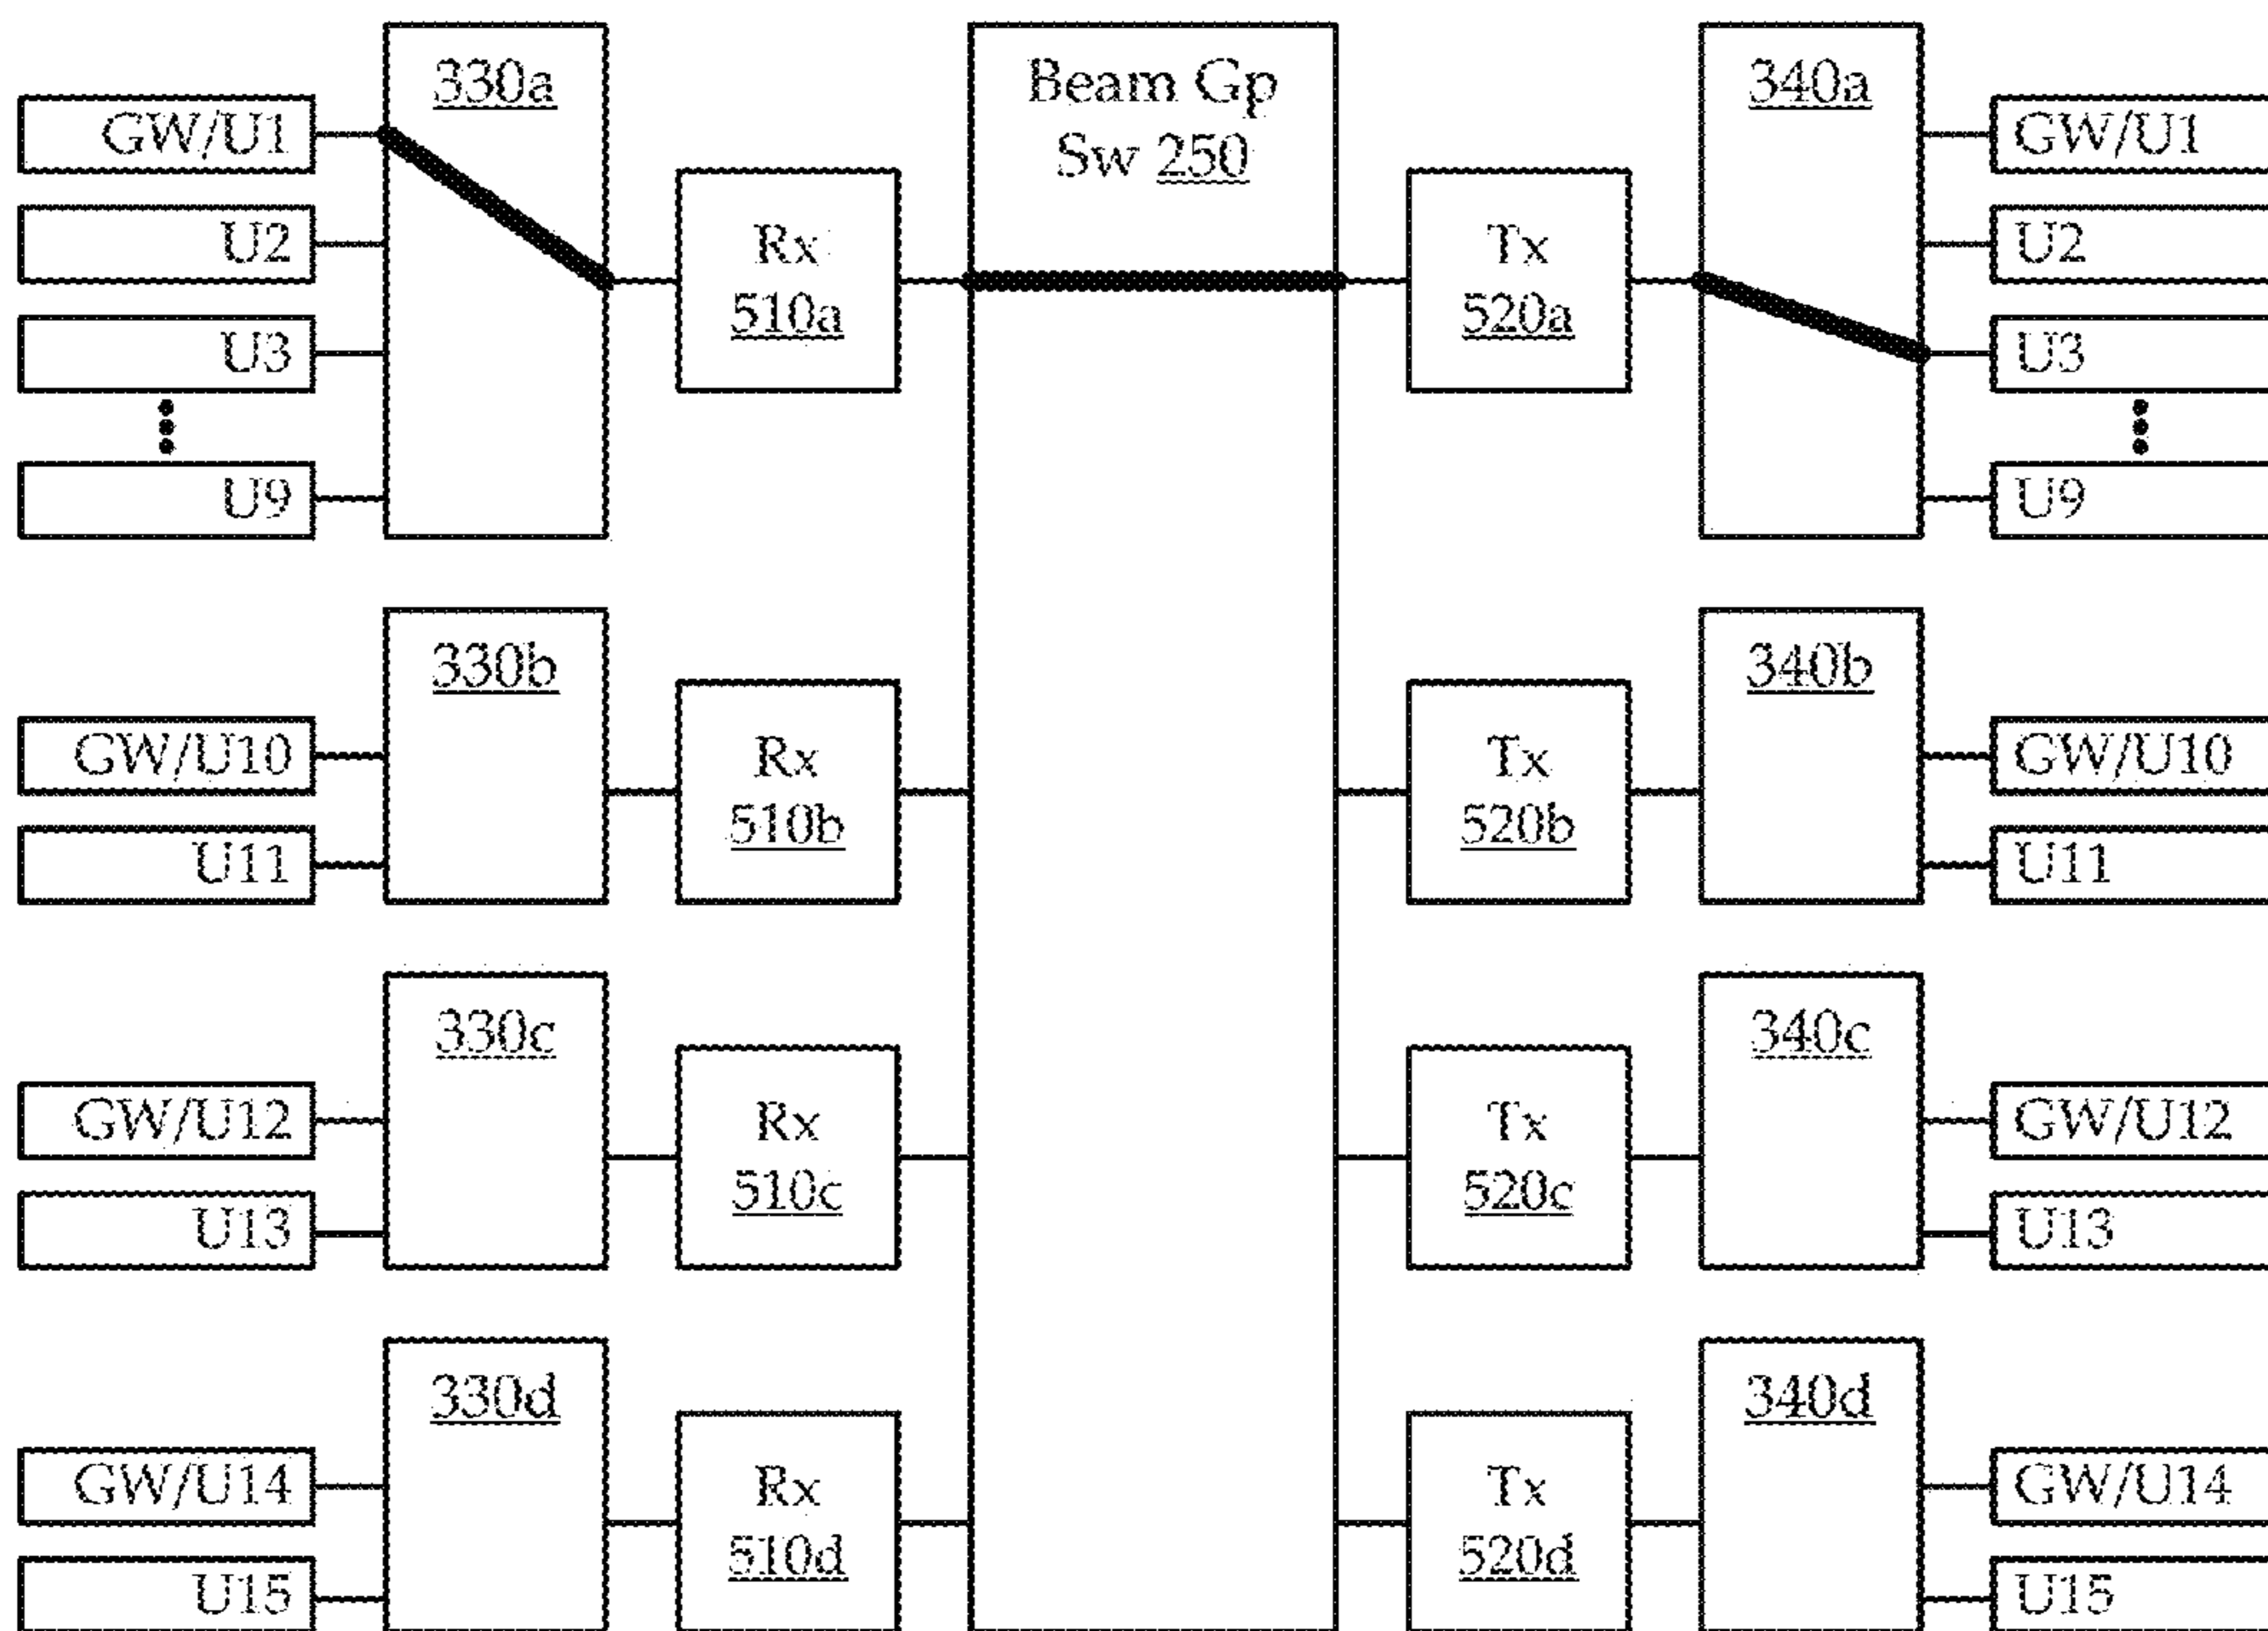 330a
Beam Gp
Sw 250
340a
GW/U1
GW/U1
U2
Rx
510a
Tx
520a
U2
U3
U3
U9
U9
330b
340b
GW/U10
Rx
510b
Tx
520b
GW/U10
U11
U11
330c
340c
GW/U12
Rx
510c
Tx
520c
GW/U12
U13
U13
330d
340d
GW/U14
Rx
510d
Tx
520d
GW/U14
U15
U15